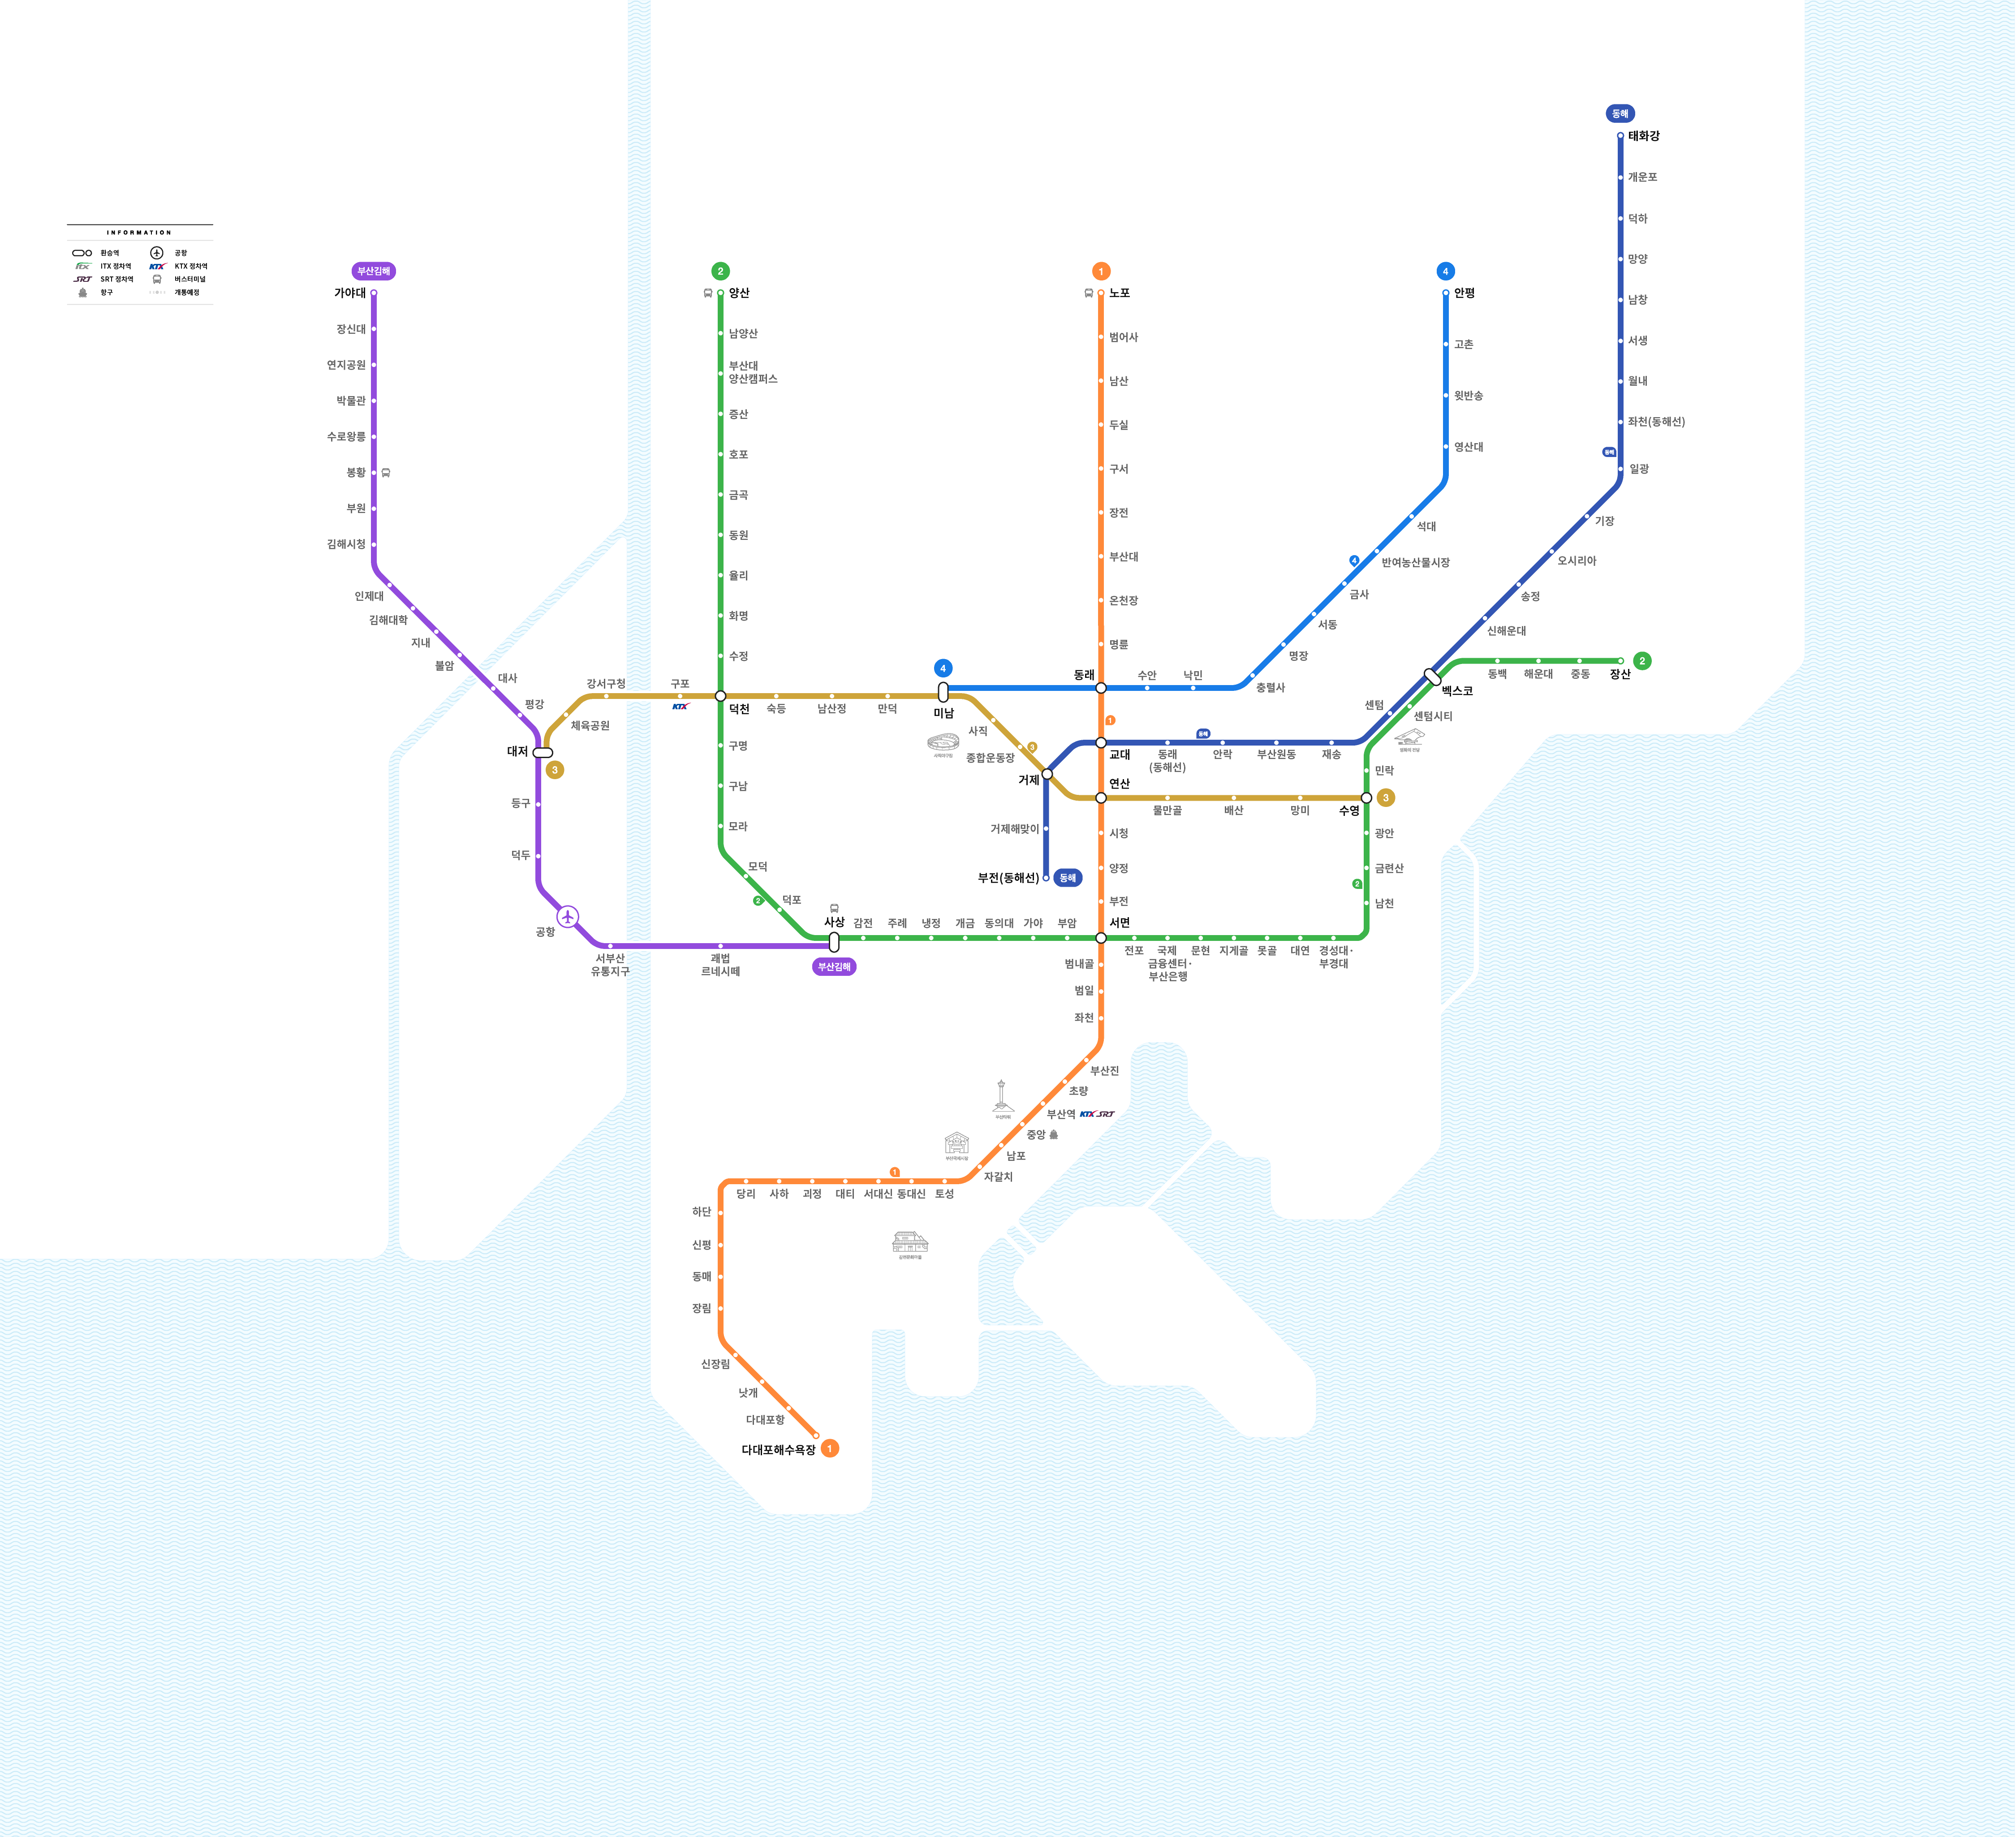 동해
태화강
개운포
덕하
망양
남창
서생
월내
좌천(동해선)
동해
일광
기장
오시리아
송정
신해운대
INFORMATION
환승역
공항
ITX 정차역
KTX 정차역
SRT 정차역
버스터미널
항구
개통예정
부산김해
가야대
장신대
연지공원
박물관
수로왕릉
봉황
부원
김해시청
인제대
김해대학
지내
불암
대사
평강
대저
3
등구
덕두
공항
서부산
유통지구
괘법
르네시떼
부산김해
2
양산
남양산
부산대
양산캠퍼스
증산
호포
금곡
동원
율리
화명
수정
덕천
구명
구남
모라
모덕
덕포
2
사상
감전
주례
냉정
개금
동의대
가야
부암
서면
전포
국제
금융센터·
부산은행
문현
지게골
못골
대연
경성대·
부경대
남천
2
금련산
광안
수영
3
민락
센텀시티
벡스코
동백
해운대
중동
장산
2
1
노포
범어사
남산
두실
구서
장전
부산대
온천장
명륜
동래
1
교대
연산
시청
양정
부전
범내골
범일
좌천
부산진
초량
부산역
KTX SRT
중앙
남포
자갈치
토성
동대신
1
서대신
대티
괴정
사하
당리
하단
신평
동매
장림
신장림
낫개
다대포항
다대포해수욕장
1
4
안평
고촌
윗반송
영산대
석대
4
반여농산물시장
금사
서동
명장
충렬사
낙민
수안
4
미남
체육공원
강서구청
구포
KTX
숙등
남산정
만덕
사직
종합운동장
3
거제
물만골
배산
망미
센텀
재송
부산원동
안락
동해
동래
(동해선)
거제해맞이
부전(동해선)
동해